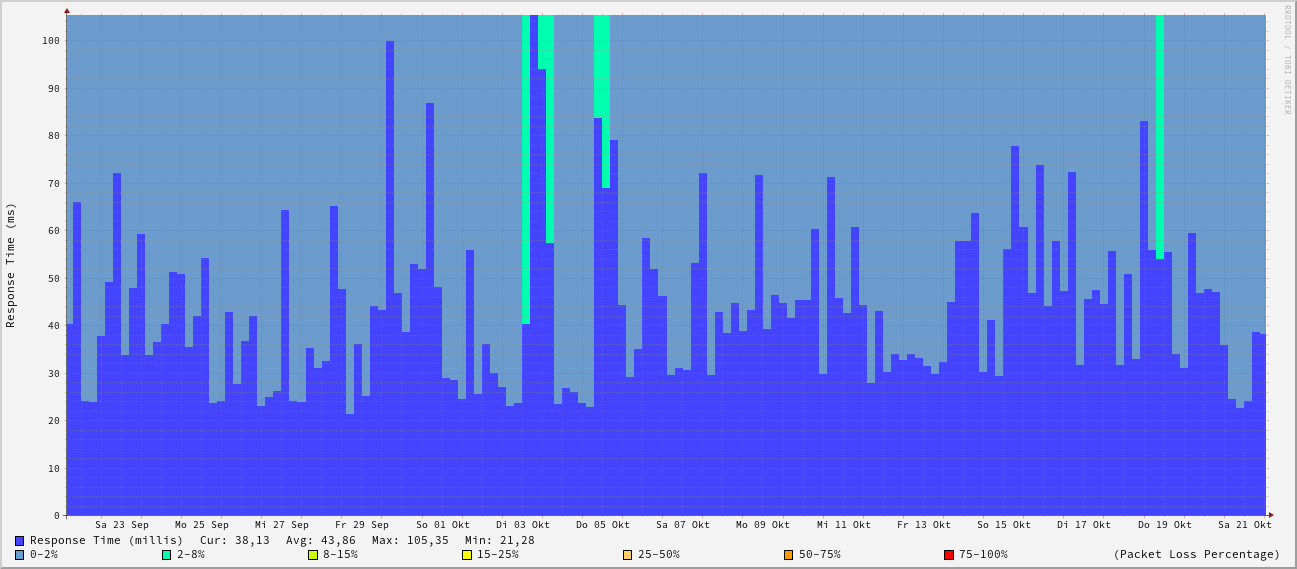 RRDTOOL / TOBI OETIKER
Response Time (ms)
100
90
80
70
60
50
40
30
20
10
0
Sa 23 Sep Mo 25 Sep Mi 27 Sep Fr 29 Sep So 01 Okt Di 03 Okt Do 05 Okt Sa 07 Okt Mo 09 Okt Mi 11 Okt Fr 13 Okt So 15 Okt Di 17 Okt Do 19 Okt Sa 21 Okt
Response Time (millis) Cur: 38,13 Avg: 43,86 Max: 105,35 Min: 21,28
0-2% 2-8% 8-15% 15-25% 25-50% 50-75% 75-100% (Packet Loss Percentage)